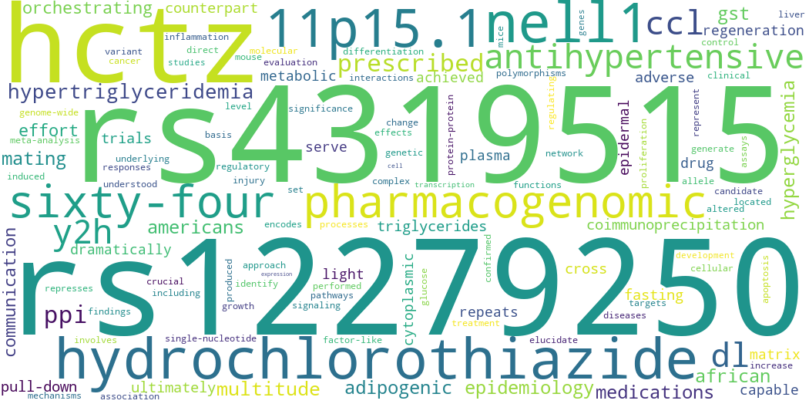 orchestrating counterpart
hctz 11p15.1 nell1 ccl gst
regeneration
inflammation variant direct molecular mice genes liver
prescribed antihypertensive
cancer studies mouse evaluation differentiation control
metabolic interactions achieved polymorphisms adverse clinical
hypertriglyceridemia
rs4319515
genome-wide level significance change regulating represent
effort meta-analysis trials basis serve effects protein-protein epidermal proliferation generate assays hyperglycemia
mating underlying regulatory genetic plasma network drug allele
induced responses understood injury cell complex functions candidate
set transcription altered located
sixty-four pharmacogenomic
y2h americans encodes processes triglycerides coimmunoprecipitation
dramatically
rs12279250
communication represses crucial produced approach light cytoplasmic confirmed cross development apoptosis
including identify expression performed glucose cellular
ppi findings growth pathways signaling repeats fasting targets
involves single-nucleotide factor-like treatment elucidate diseases
hydrochlorothiazide dl matrix
increase
pull-down ultimately multitude adipogenic epidemiology african
mechanisms association medications capable